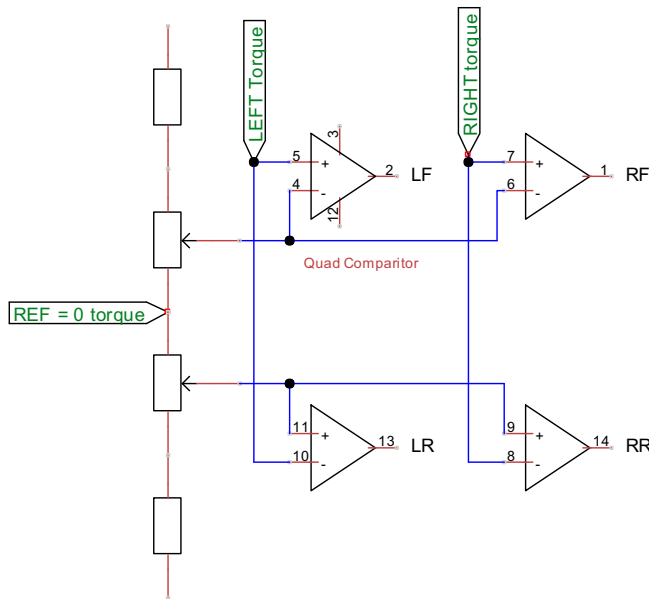 LEFT Torque
RIGHT torque
3
5
+
2
LF
4
-
12
7
+
1
RF
6
-
Quad Comparitor
REF = 0 torque
11
+
13
LR
10
-
9
+
14
RR
8
-